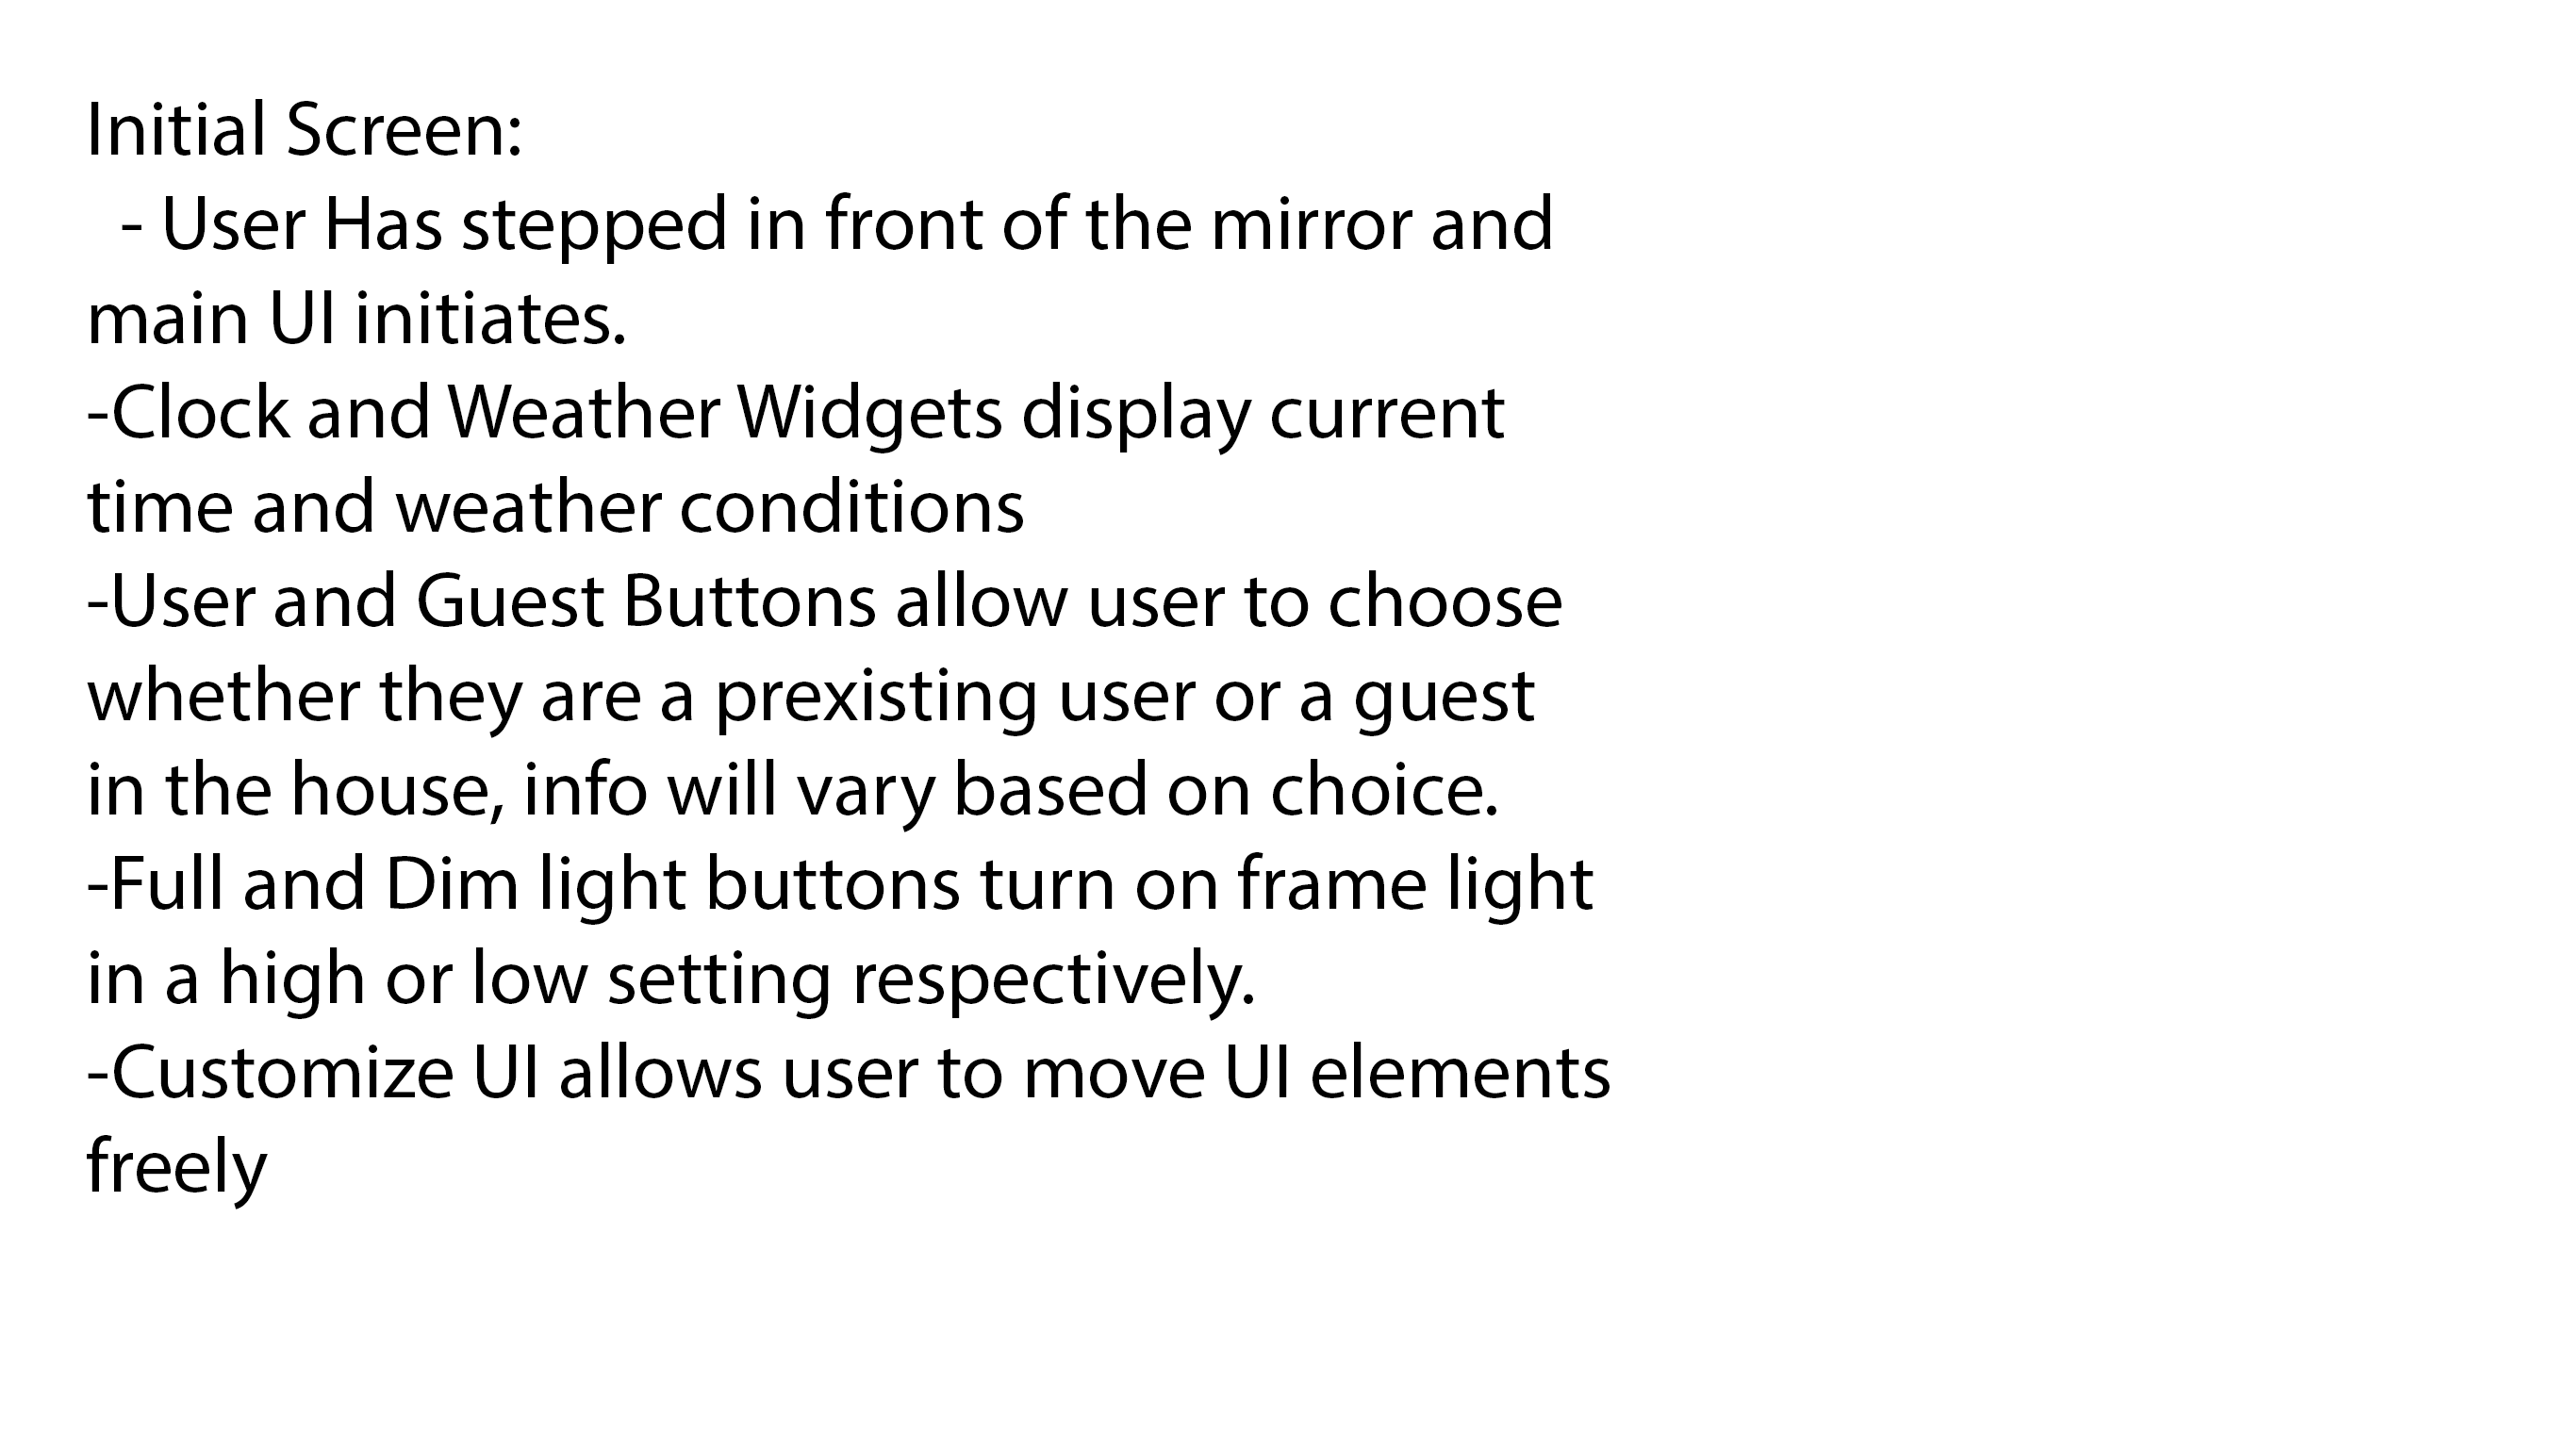 Initial Screen:
- User Has stepped in front of the mirror and
main UI initiates.
-Clock and Weather Widgets display current
time and weather conditions
-User and Guest Buttons allow user to choose
whether they are a prexisting user or a guest
in the house, info will vary based on choice.
-Full and Dim light buttons turn on frame light
in a high or low setting respectively.
-Customize UI allows user to move UI elements
freely